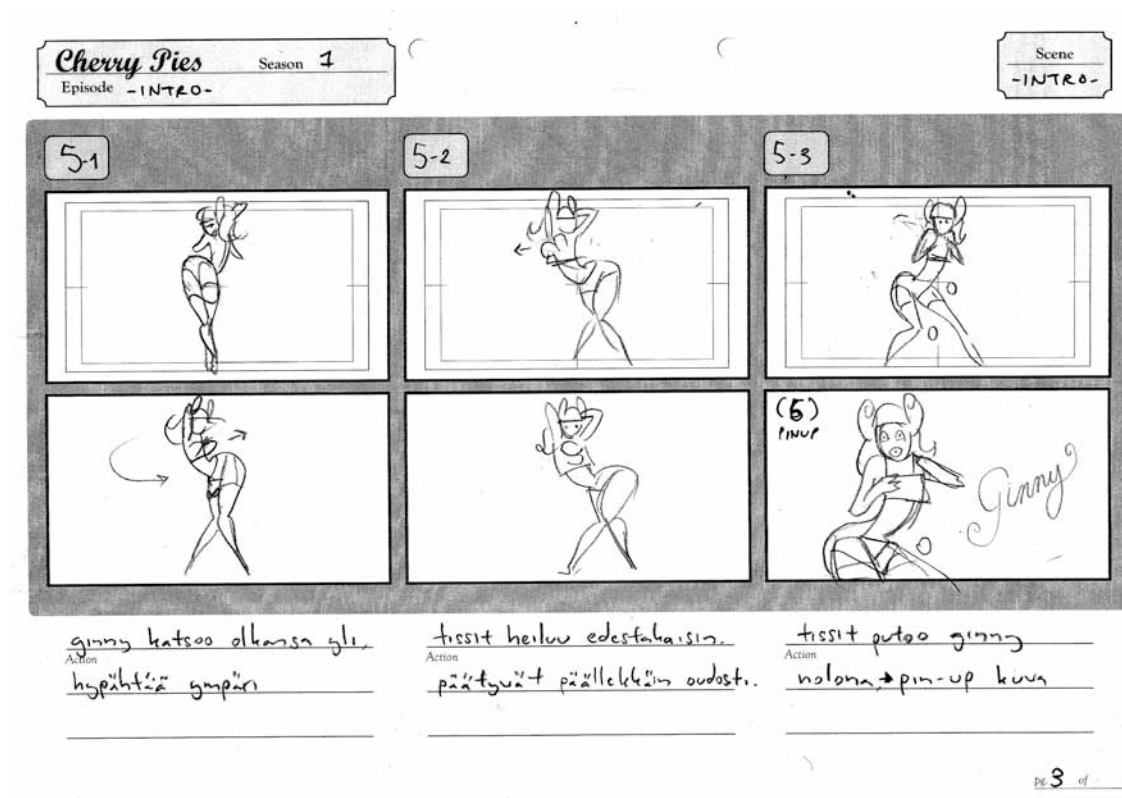 Cherry Pies Season 1
Episode -INTRO-
Scene
-INTRO-
5-1
5-2
5-3
(5)
PINUP
Ginny
ginny katsoo olkansa yli,
Action
hypähtää ympäri
tissit heiluu edestakaisin.
Action
päätyvät päällekkäin oudosti.
tissit putoo ginny
Action
nolona, → pin-up kuva
pg. 3 of